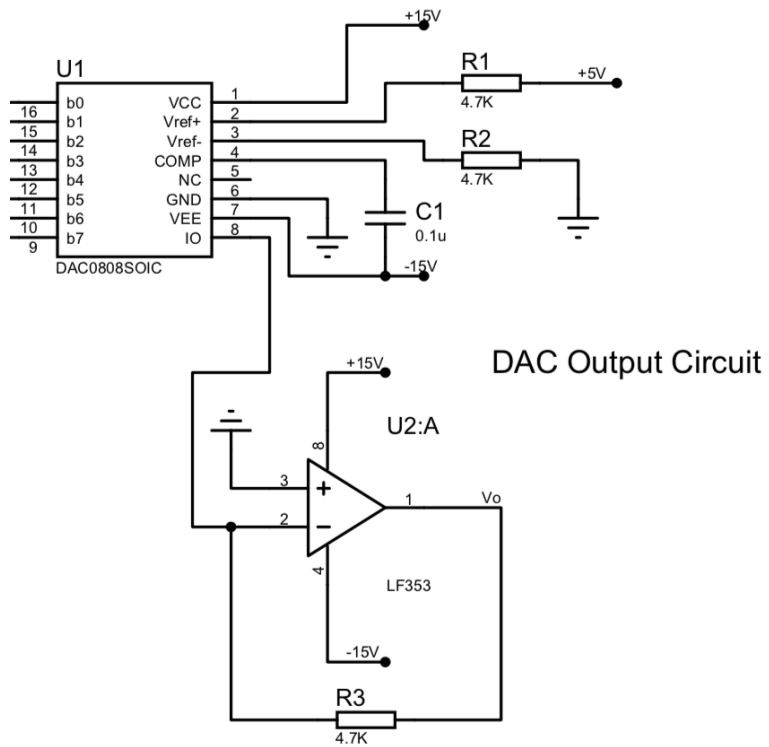 +15V
U1
R1
+5V
4.7K
R2
4.7K
b0 VCC 1
16 b1 Vref+ 2
15 b2 Vref- 3
14 b3 COMP 4
13 b4 NC 5
12 b5 GND 6
11 b6 VEE 7
10 b7 IO 8
9
DAC0808SOIC
C1
0.1u
-15V
DAC Output Circuit
+15V
U2:A
8
3
+
2
−
1
Vo
4
LF353
-15V
R3
4.7K